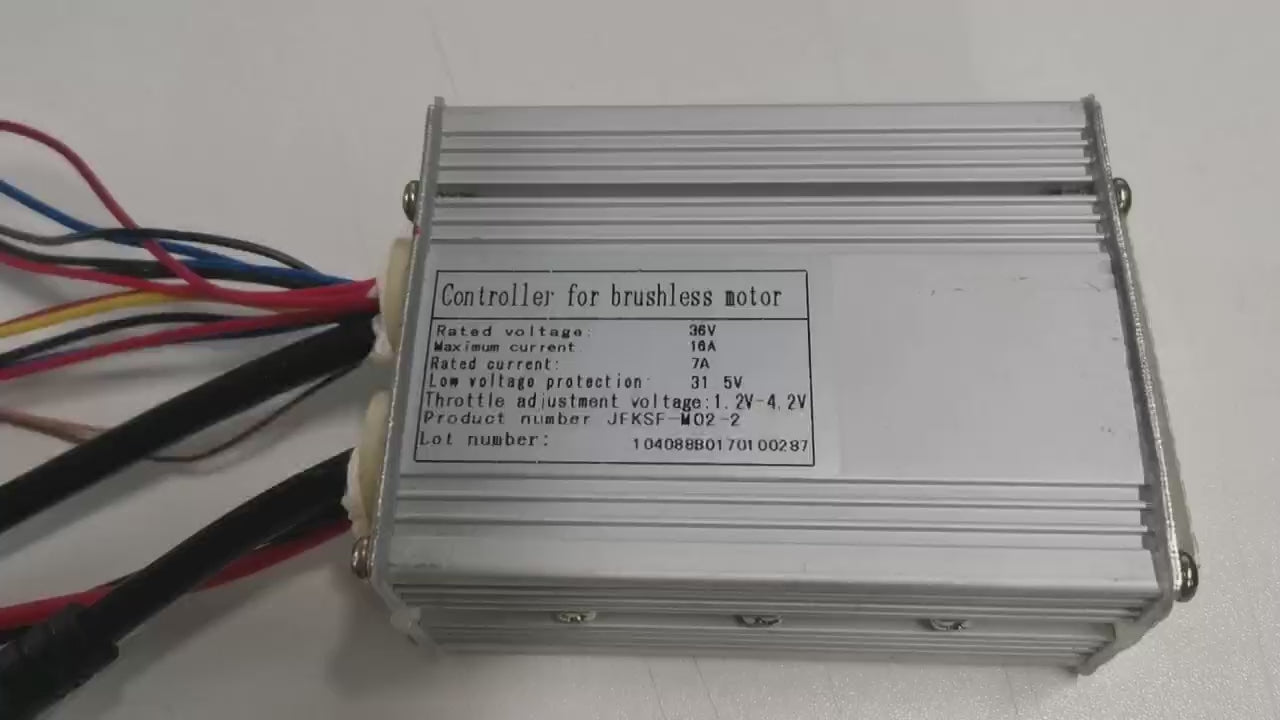 Controller for brushless motor
Rated voltage: 36V
Maximum current 16A
Rated current: 7A
Low voltage protection: 31 5V
Throttle adjustment voltage:1.2V-4.2V
Product number JFKSF-M02-2
Lot number: 104088B0170100287